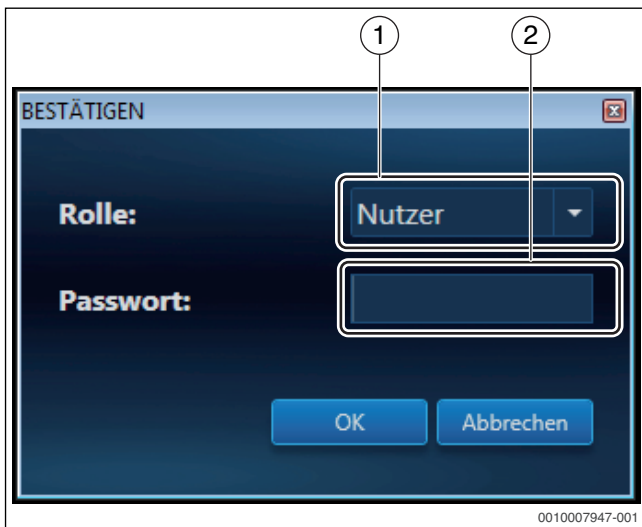 1 2
BESTÄTIGEN
Rolle: Nutzer
Passwort:
OK Abbrechen
0010007947-001